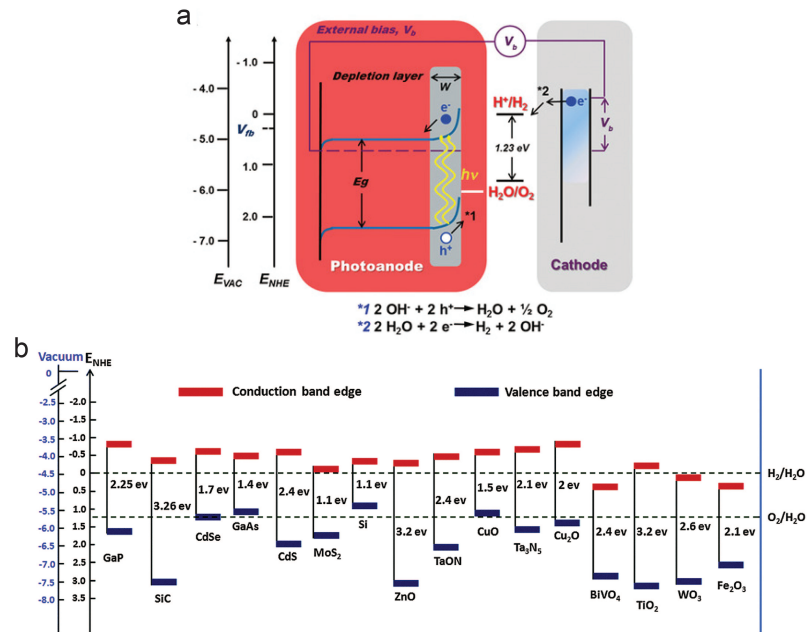 a
External bias, Vb
Vb
- 1.0
Depletion layer
W
- 4.0
e-
H+/H2
*2
e-
0
Vfb
Vb
- 5.0
1.23 eV
1.0
hν
Eg
- 6.0
H2O/O2
2.0
*1
- 7.0
h+
Photoanode
Cathode
EVAC
ENHE
*1 2 OH- + 2 h+ → H2O + ½ O2
*2 2 H2O + 2 e- → H2 + 2 OH-
b
Vacuum ENHE
0
Conduction band edge
Valence band edge
-2.0
-2.5
-1.5
-3.0
-1.0
-3.5
-0.5
-4.0
0
-4.5
H2/H2O
0.5
-5.0
1.0
-5.5
O2/H2O
1.5
-6.0
2.0
-6.5
2.5
-7.0
3.0
-7.5
3.5
-8.0
2.25 ev
GaP
3.26 ev
SiC
1.7 ev
CdSe
1.4 ev
GaAs
2.4 ev
CdS
1.1 ev
MoS2
1.1 ev
Si
3.2 ev
ZnO
2.4 ev
TaON
1.5 ev
CuO
2.1 ev
Ta3N5
2 ev
Cu2O
2.4 ev
BiVO4
3.2 ev
TiO2
2.6 ev
WO3
2.1 ev
Fe2O3